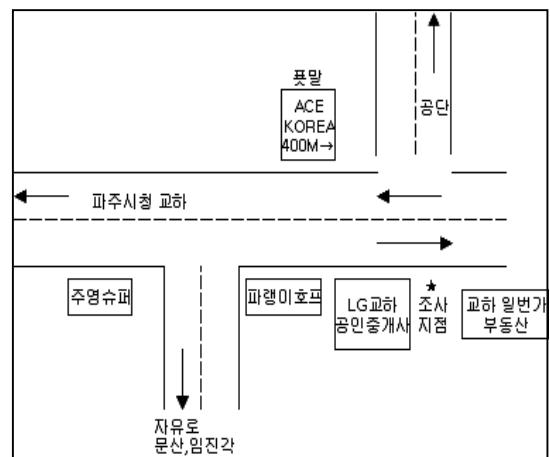 푯말
ACE
KOREA
400M→
공단
파주시청 교하
주영슈퍼
파랭이호프
LG교하
공인중개사
★
조사
지점
교하 일번가
부동산
자유로
문산,임진각